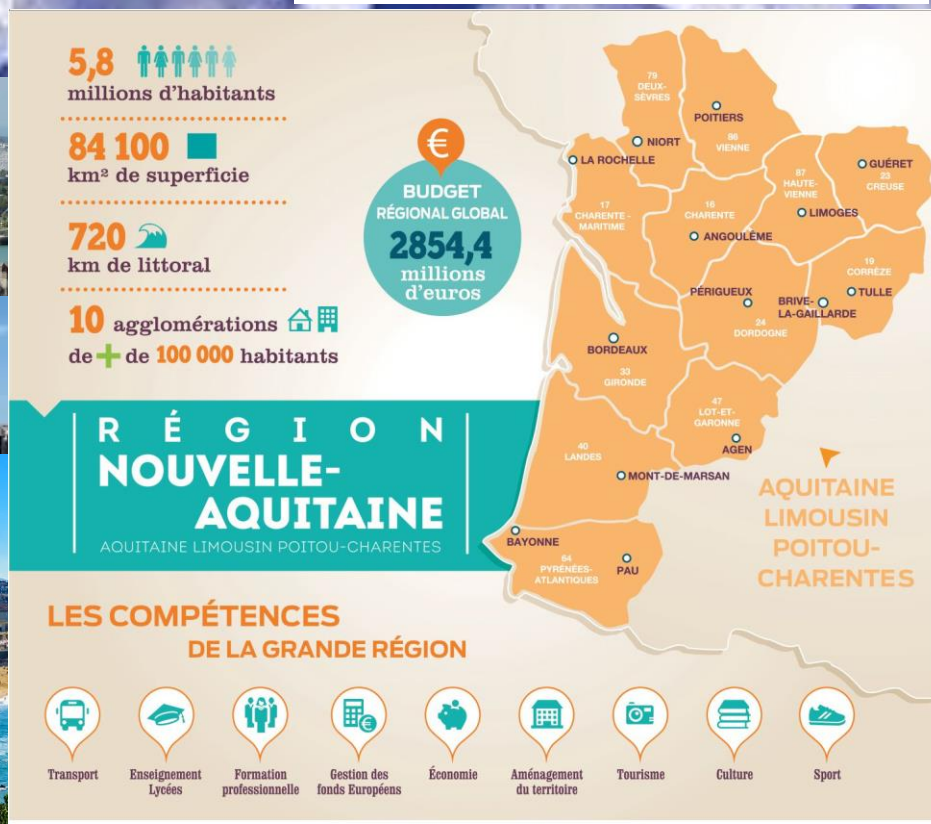 5,8
millions d'habitants
84 100
km² de superficie
720
km de littoral
10 agglomérations
de + de 100 000 habitants
€
BUDGET
RÉGIONAL GLOBAL
2854,4
millions
d'euros
79
DEUX-
SÈVRES
POITIERS
86
VIENNE
NIORT
LA ROCHELLE
GUÉRET
23
CREUSE
87
HAUTE-
VIENNE
LIMOGES
17
CHARENTE-
MARITIME
16
CHARENTE
ANGOULÊME
19
CORRÈZE
TULLE
PÉRIGUEUX
BRIVE-
LA-GAILLARDE
24
DORDOGNE
BORDEAUX
33
GIRONDE
47
LOT-ET-
GARONNE
AGEN
40
LANDES
MONT-DE-MARSAN
BAYONNE
64
PYRÉNÉES-
ATLANTIQUES
PAU
AQUITAINE
LIMOUSIN
POITOU-
CHARENTES
RÉGION
NOUVELLE-
AQUITAINE
AQUITAINE LIMOUSIN POITOU-CHARENTES
LES COMPÉTENCES
DE LA GRANDE RÉGION
Transport
Enseignement
Lycées
Formation
professionnelle
Gestion des
fonds Européens
Économie
Aménagement
du territoire
Tourisme
Culture
Sport